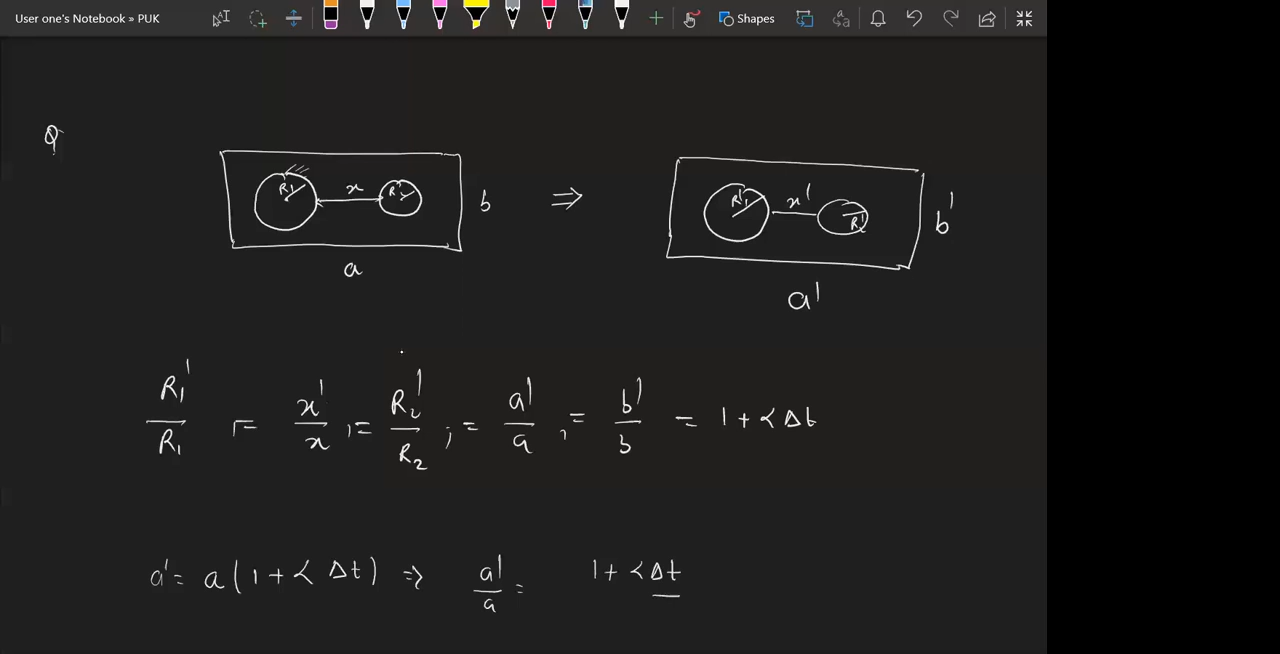 User one's Notebook » PUK
Shapes
Q
R₁ x R₂ b ⇒ R₁' x' R₂' b'
a a'
R₁'/R₁ = x'/x, = R₂'/R₂ ; = a'/a, = b'/b = 1 + α Δt
a' = a(1 + α Δt) ⇒ a'/a = 1 + α Δt